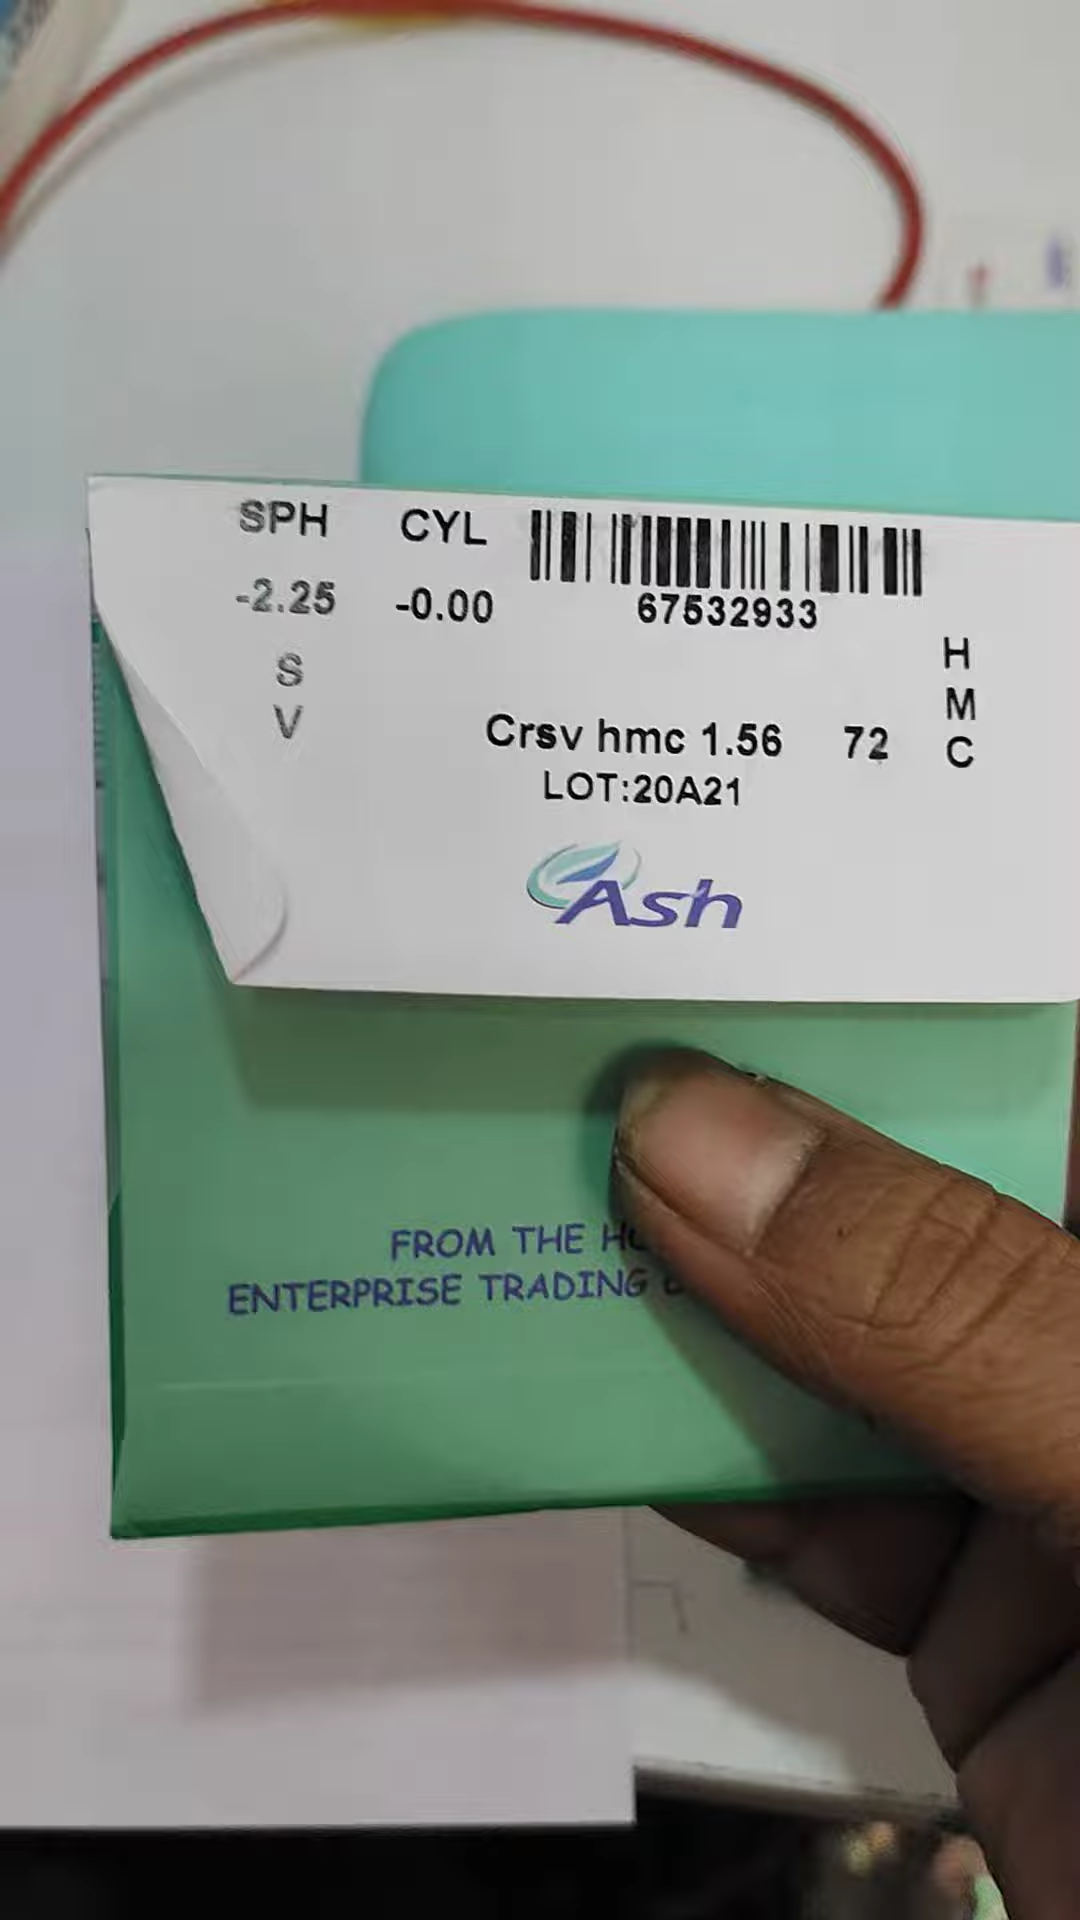 SPH CYL
-2.25 -0.00 67532933
S
V
H
M
C
Crsv hmc 1.56 72
LOT:20A21
Ash
FROM THE
ENTERPRISE TRADING